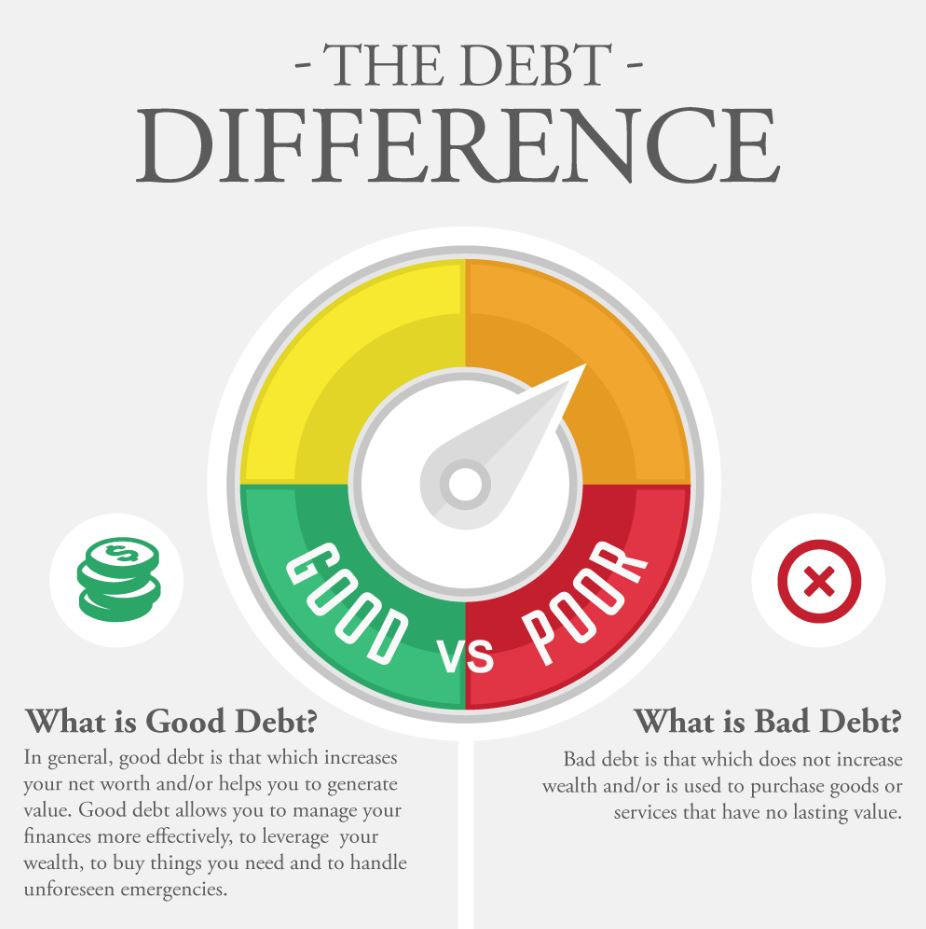 - THE DEBT -
DIFFERENCE
$
GOOD VS POOR
What is Good Debt?
In general, good debt is that which increases
your net worth and/or helps you to generate
value. Good debt allows you to manage your
finances more effectively, to leverage your
wealth, to buy things you need and to handle
unforeseen emergencies.
What is Bad Debt?
Bad debt is that which does not increase
wealth and/or is used to purchase goods or
services that have no lasting value.